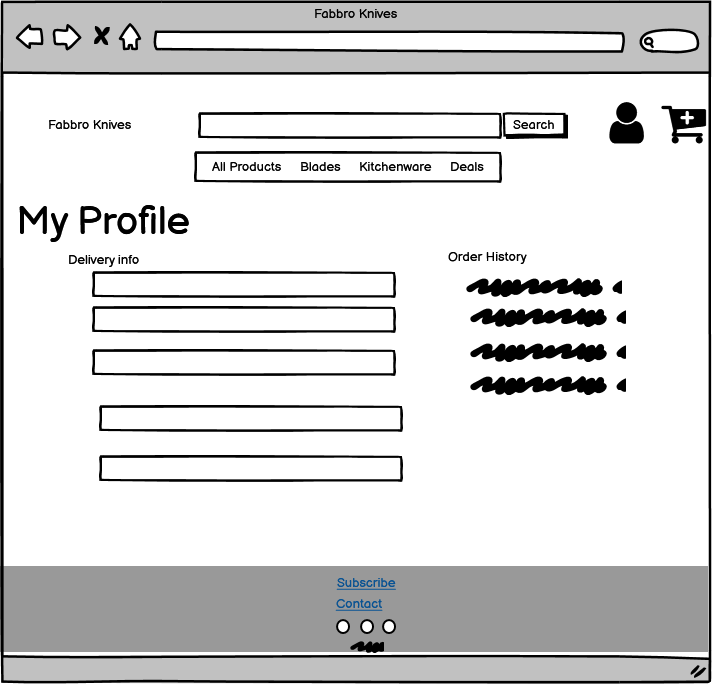 Fabbro Knives
Fabbro Knives
Search
All Products Blades Kitchenware Deals
My Profile
Delivery info
Order History
Subscribe
Contact